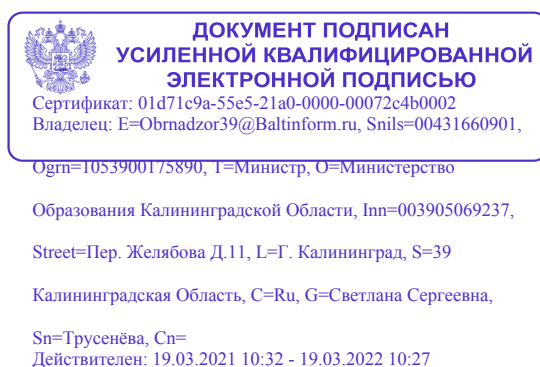 ДОКУМЕНТ ПОДПИСАН
УСИЛЕННОЙ КВАЛИФИЦИРОВАННОЙ
ЭЛЕКТРОННОЙ ПОДПИСЬЮ
Сертификат: 01d71c9a-55e5-21a0-0000-00072c4b0002
Владелец: E=Obrnadzor39@Baltinform.ru, Snils=00431660901,
Ogrn=1053900175890, T=Министр, O=Министерство
Образования Калининградской Области, Inn=003905069237,
Street=Пер. Желябова Д.11, L=Г. Калининград, S=39
Калининградская Область, C=Ru, G=Светлана Сергеевна,
Sn=Трусенёва, Cn=
Действителен: 19.03.2021 10:32 - 19.03.2022 10:27